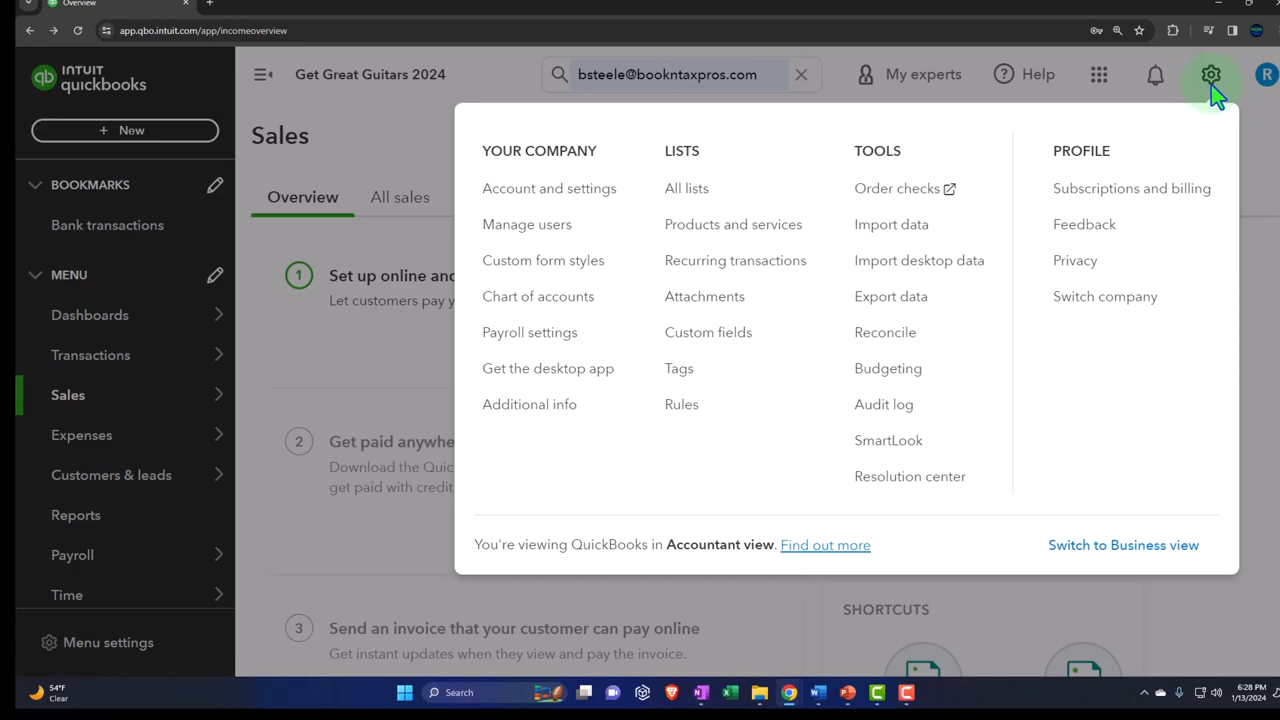 Overview
app.qbo.intuit.com/app/incomeoverview
INTUIT
quickbooks
qb
Get Great Guitars 2024
bsteele@bookntaxpros.com
My experts
Help
R
+ New
BOOKMARKS
Bank transactions
MENU
Dashboards
Transactions
Sales
Expenses
Customers & leads
Reports
Payroll
Time
Menu settings
Sales
Overview
All sales
1
Set up online and
Let customers pay y
2
Get paid anywhe
Download the Quic
get paid with credit
3
Send an invoice that your customer can pay online
Get instant updates when they view and pay the invoice.
SHORTCUTS
YOUR COMPANY
Account and settings
Manage users
Custom form styles
Chart of accounts
Payroll settings
Get the desktop app
Additional info
LISTS
All lists
Products and services
Recurring transactions
Attachments
Custom fields
Tags
Rules
TOOLS
Order checks
Import data
Import desktop data
Export data
Reconcile
Budgeting
Audit log
SmartLook
Resolution center
PROFILE
Subscriptions and billing
Feedback
Privacy
Switch company
You're viewing QuickBooks in Accountant view. Find out more
Switch to Business view
54°F
Clear
Search
6:28 PM
1/13/2024